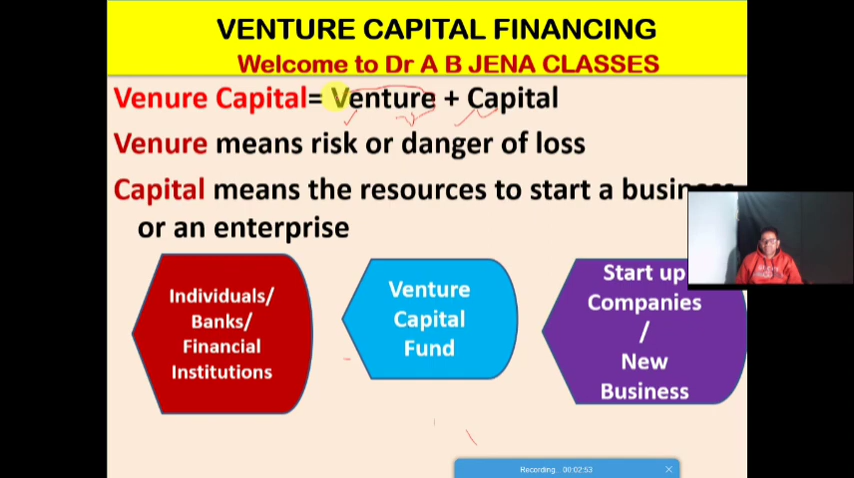 VENTURE CAPITAL FINANCING
Welcome to Dr A B JENA CLASSES
Venure Capital= Venture + Capital
Venure means risk or danger of loss
Capital means the resources to start a business
or an enterprise
Individuals/
Banks/
Financial
Institutions
Venture
Capital
Fund
Start up
Companies
/
New
Business
Recording. 00:02:53